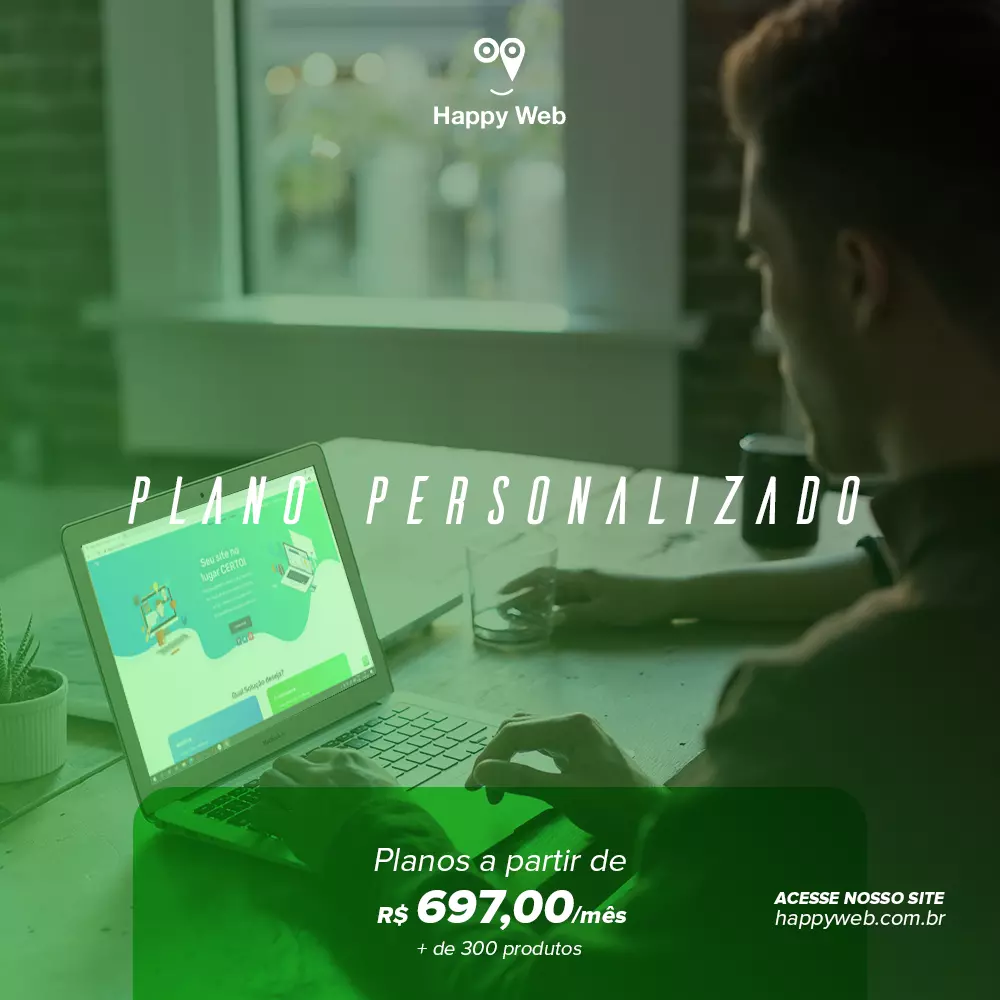 Happy Web
PLANO PERSONALIZADO
Seu site no
lugar CERTO!
Qual Solução deseja?
Planos a partir de
R$ 697,00/mês
+ de 300 produtos
ACESSE NOSSO SITE
happyweb.com.br